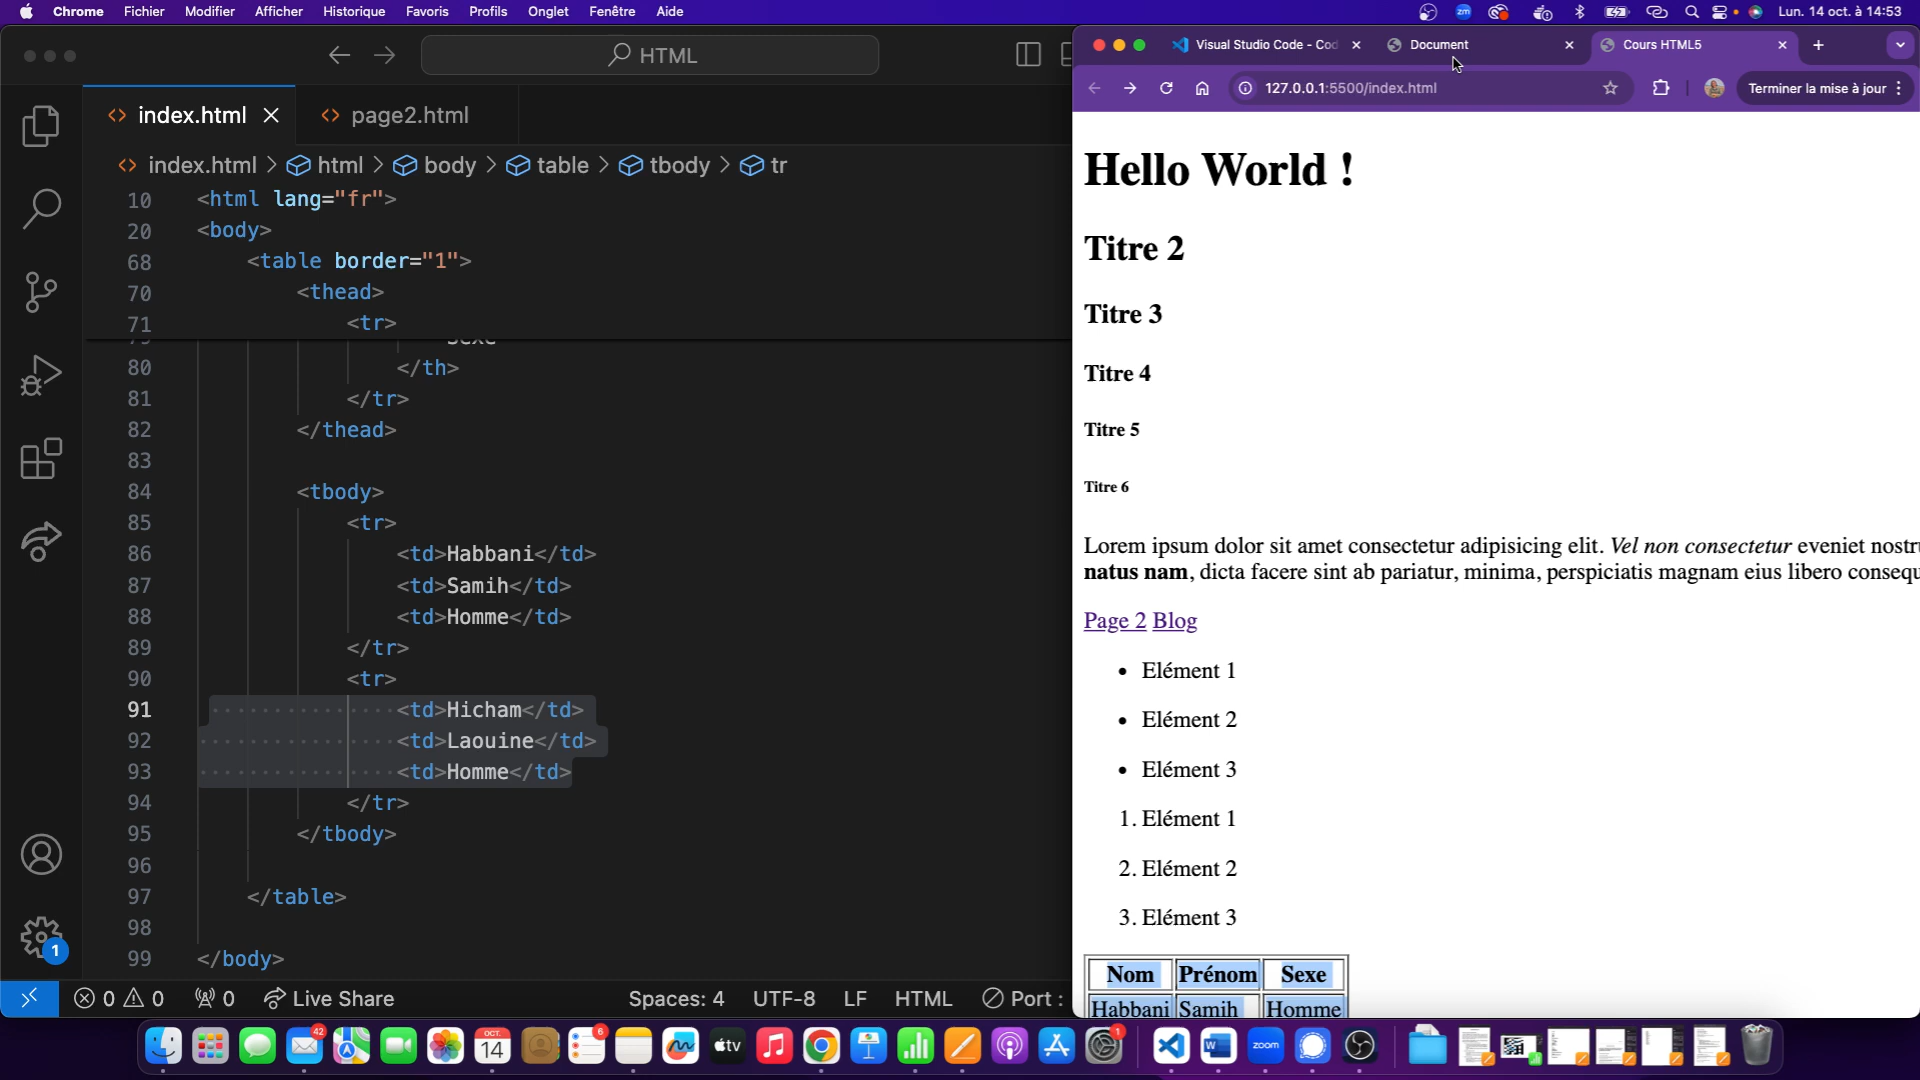 Chrome Fichier Modifier Afficher Historique Favoris Profils Onglet Fenêtre Aide
zm
Lun. 14 oct. à 14:53
HTML
index.html
page2.html
index.html > html > body > table > tbody > tr
10 <html lang="fr">
20 <body>
68 <table border="1">
70 <thead>
71 <tr>
80 </th>
81 </tr>
82 </thead>
83
84 <tbody>
85 <tr>
86 <td>Habbani</td>
87 <td>Samih</td>
88 <td>Homme</td>
89 </tr>
90 <tr>
91 <td>Hicham</td>
92 <td>Laouine</td>
93 <td>Homme</td>
94 </tr>
95 </tbody>
96
97 </table>
98
99 </body>
1
0 0 0 Live Share Spaces: 4 UTF-8 LF HTML Port :
Visual Studio Code - Cod
Document
Cours HTML5
127.0.0.1:5500/index.html
Terminer la mise à jour
Hello World !
Titre 2
Titre 3
Titre 4
Titre 5
Titre 6
Lorem ipsum dolor sit amet consectetur adipisicing elit. Vel non consectetur eveniet nostr
natus nam, dicta facere sint ab pariatur, minima, perspiciatis magnam eius libero consequ
Page 2 Blog
• Elément 1
• Elément 2
• Elément 3
1. Elément 1
2. Elément 2
3. Elément 3
Nom Prénom Sexe
Habbani Samih Homme
42
OCT.
14
6
tv
1
W
zoom